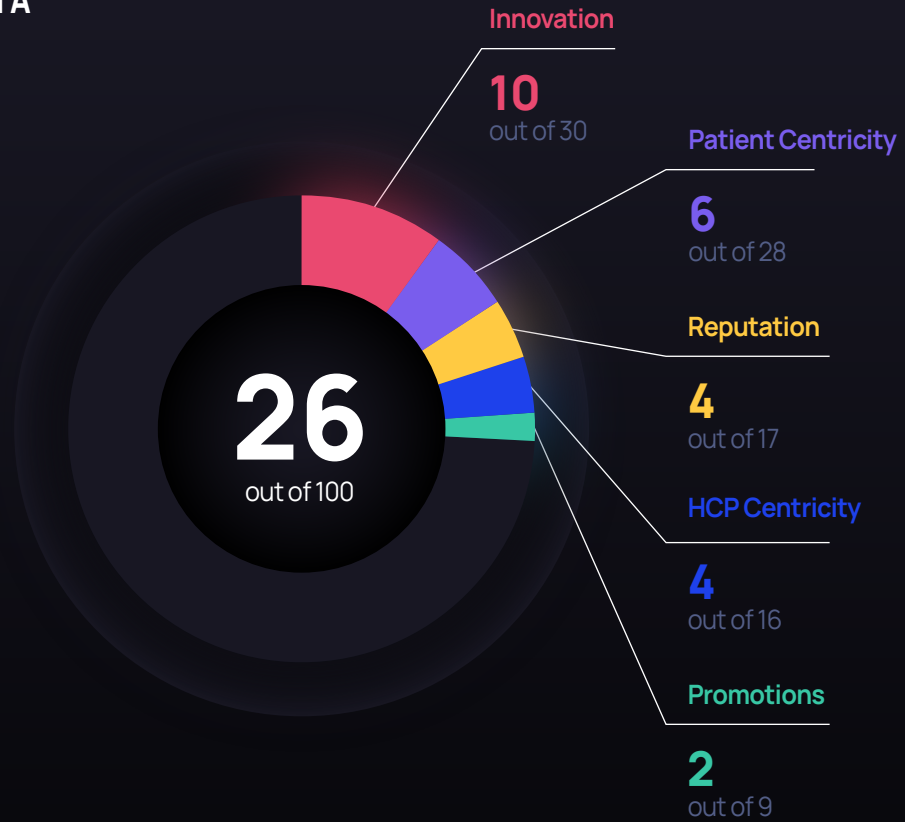 Innovation
10
out of 30
Patient Centricity
6
out of 28
Reputation
4
out of 17
26
out of 100
HCP Centricity
4
out of 16
Promotions
2
out of 9